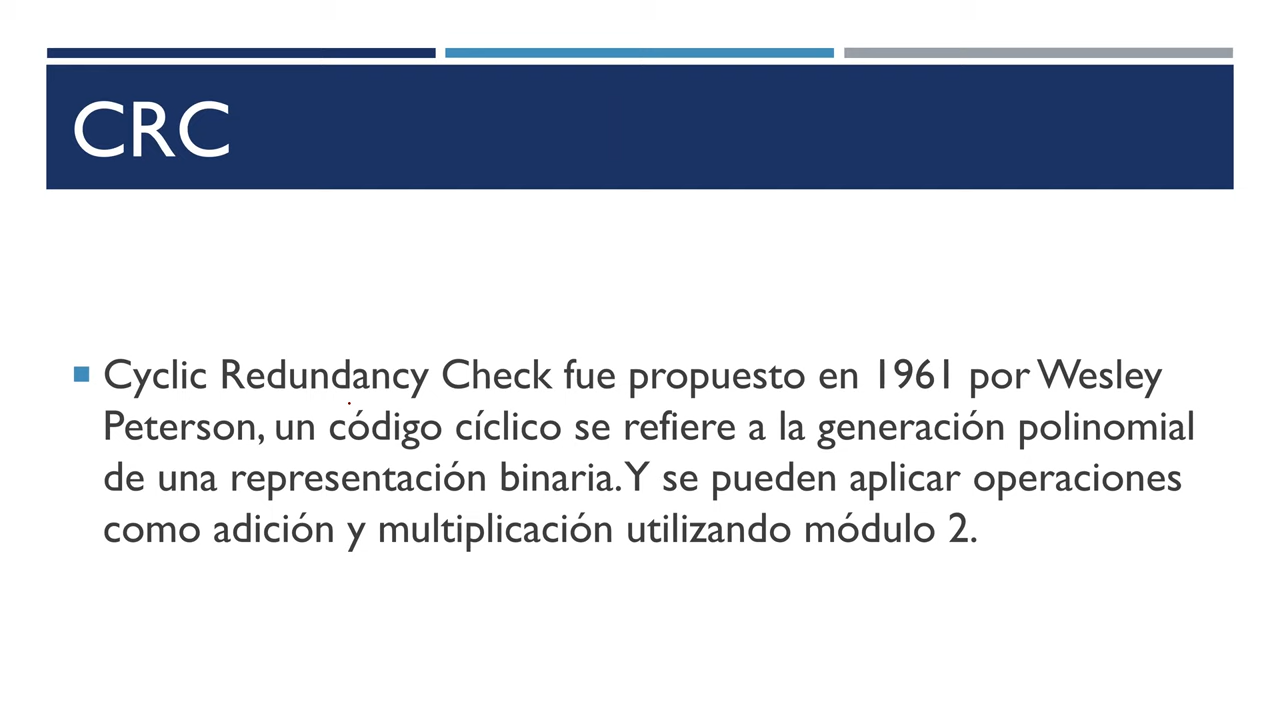 CRC
Cyclic Redundancy Check fue propuesto en 1961 por Wesley
Peterson, un código cíclico se refiere a la generación polinomial
de una representación binaria. Y se pueden aplicar operaciones
como adición y multiplicación utilizando módulo 2.